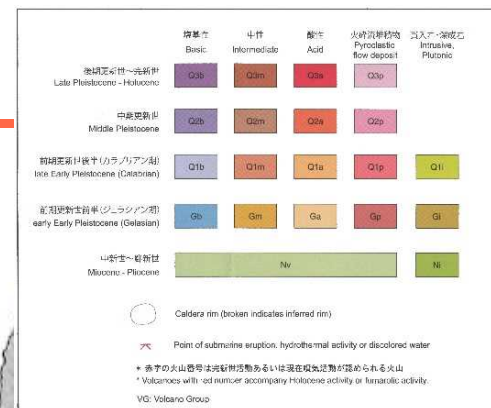 塩基性 中性 酸性 火砕流堆積物 貫入岩・深成岩
Basic Intermediate Acid Pyroclastic flow deposit Intrusive, Plutonic
後期更新世～完新世
Late Pleistocene - Holocene
Q3b Q3m Q3a Q3p
中期更新世
Middle Pleistocene
Q2b Q2m Q2a Q2p
前期更新世後半(カラブリアン期)
late Early Pleistocene (Calabrian)
Q1b Q1m Q1a Q1p Q1i
前期更新世前半(ジェラシアン期)
early Early Pleistocene (Gelasian)
Gb Gm Ga Gp Gi
中新世～鮮新世
Miocene - Pliocene
Nv Ni
Caldera rim (broken indicates inferred rim)
Point of submarine eruption, hydrothermal activity or discolored water
* 赤字の火山番号は完新世活動あるいは現在噴気活動が認められる火山
* Volcanoes with red number accompany Holocene activity or fumarolic activity.
VG: Volcano Group